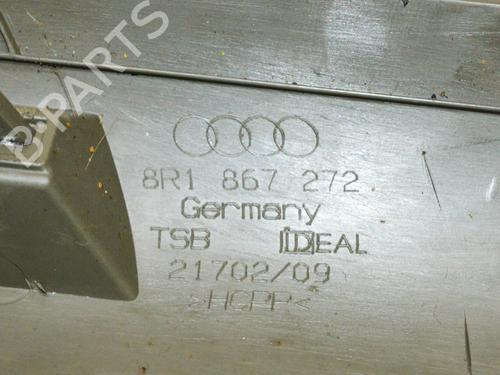 B-PARTS
8R1 867 272
Germany
TSB IDEAL
21702/09
>HCPP<